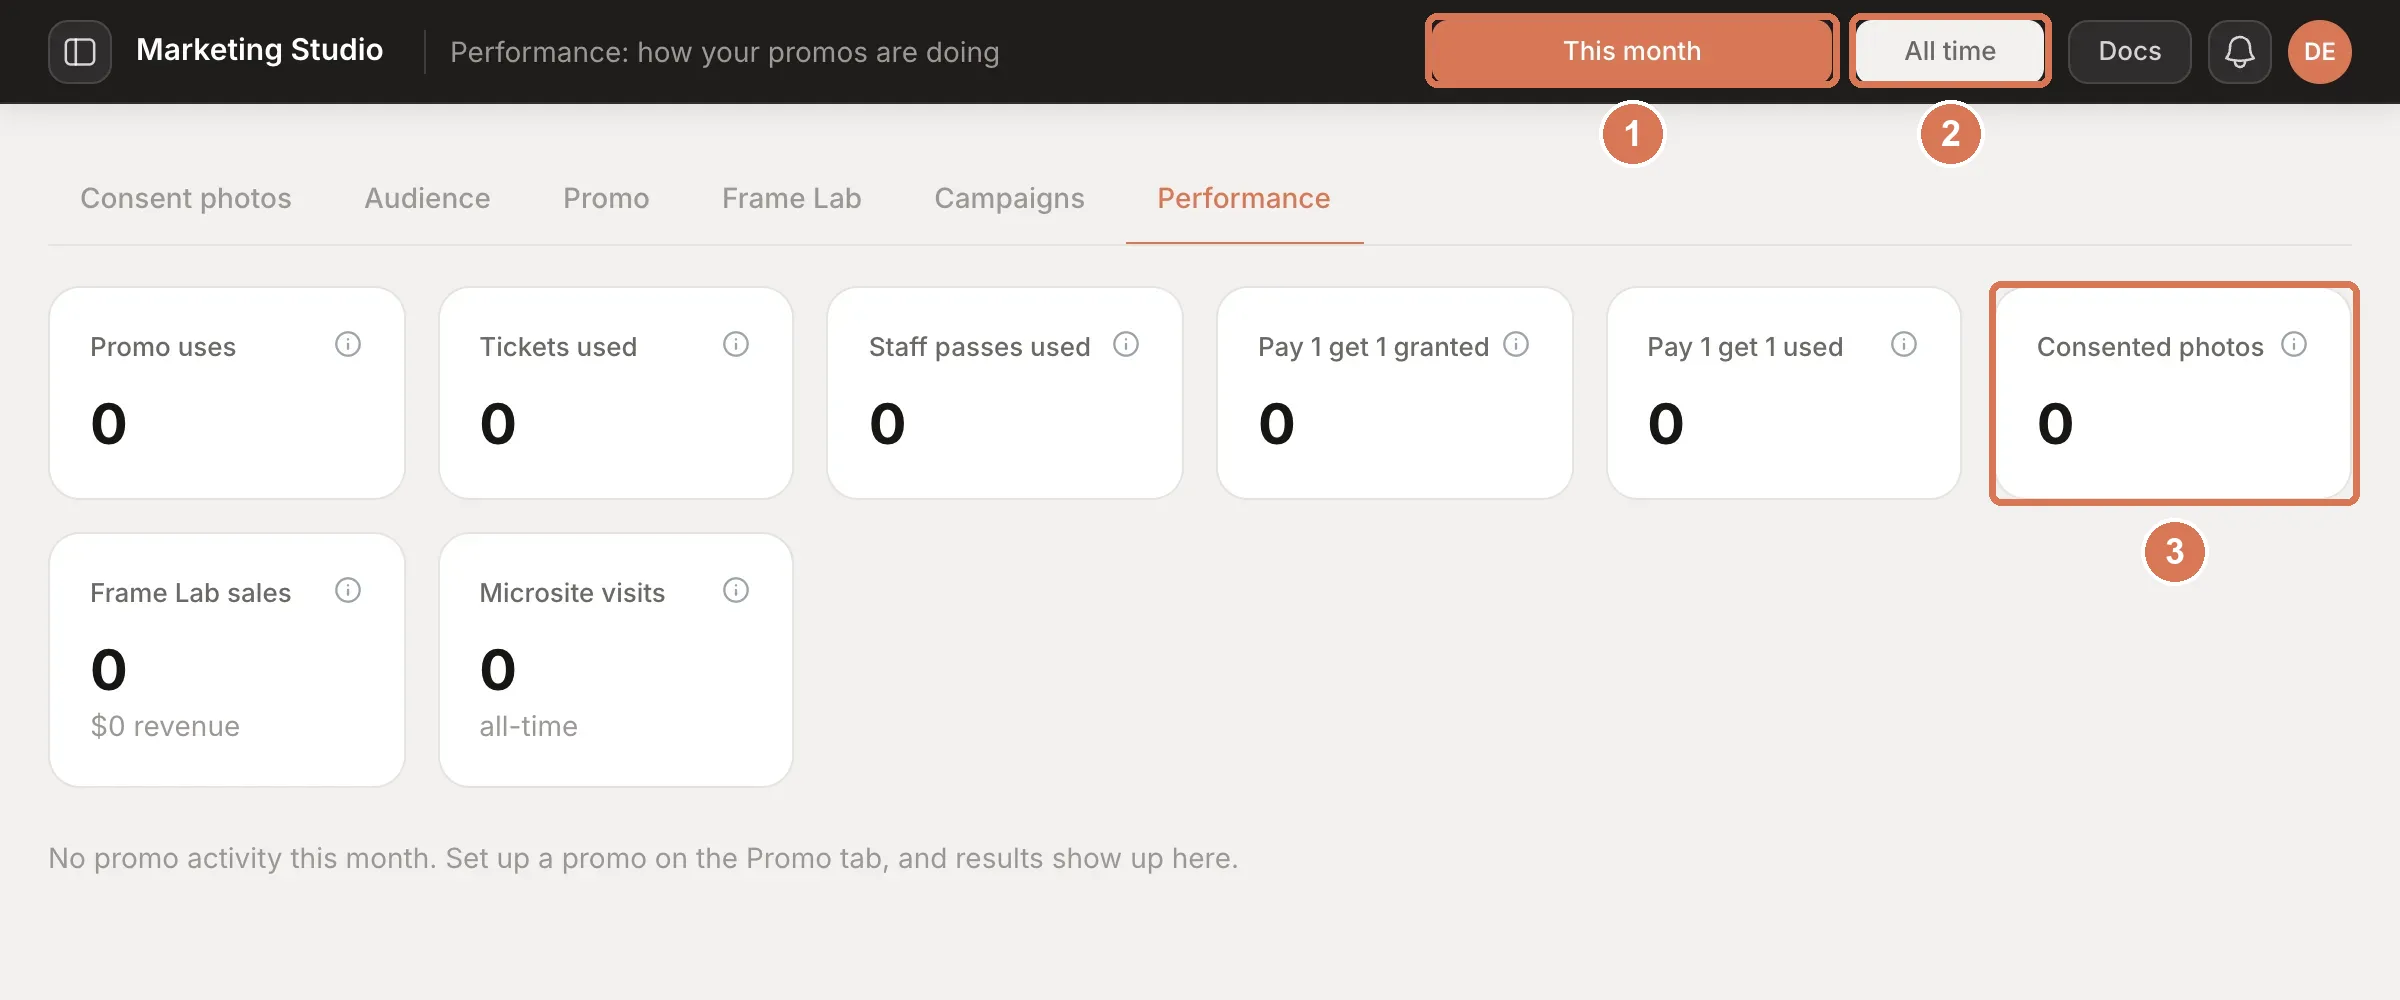 Marketing Studio
Performance: how your promos are doing
This month
All time
Docs
DE
1
2
Consent photos
Audience
Promo
Frame Lab
Campaigns
Performance
Promo uses
0
Tickets used
0
Staff passes used
0
Pay 1 get 1 granted
0
Pay 1 get 1 used
0
Consented photos
0
3
Frame Lab sales
0
$0 revenue
Microsite visits
0
all-time
No promo activity this month. Set up a promo on the Promo tab, and results show up here.